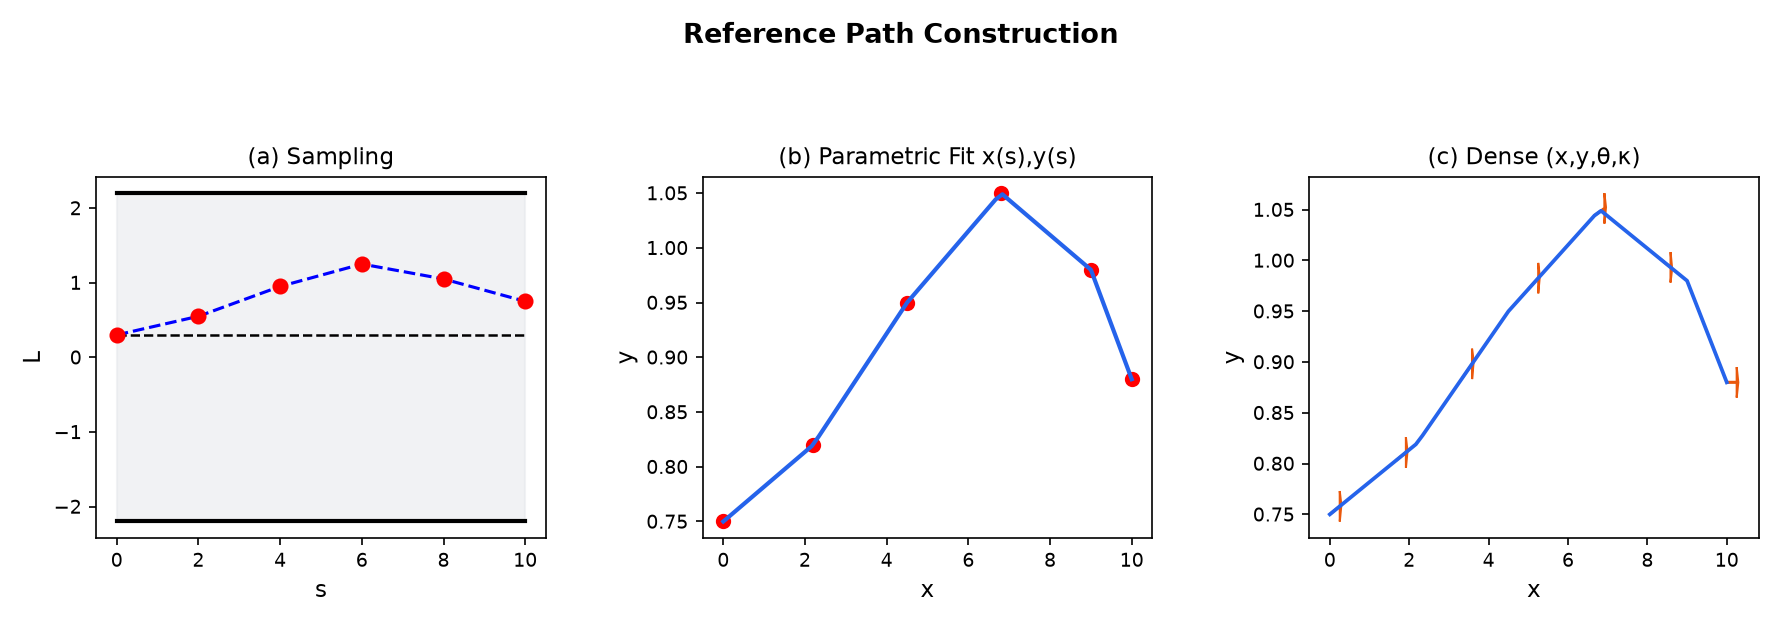 Reference Path Construction
(a) Sampling
2
1
0
−1
−2
L
0 2 4 6 8 10
s
(b) Parametric Fit x(s),y(s)
1.05
1.00
0.95
0.90
0.85
0.80
0.75
y
0 2 4 6 8 10
x
(c) Dense (x,y,θ,κ)
1.05
1.00
0.95
0.90
0.85
0.80
0.75
y
0 2 4 6 8 10
x